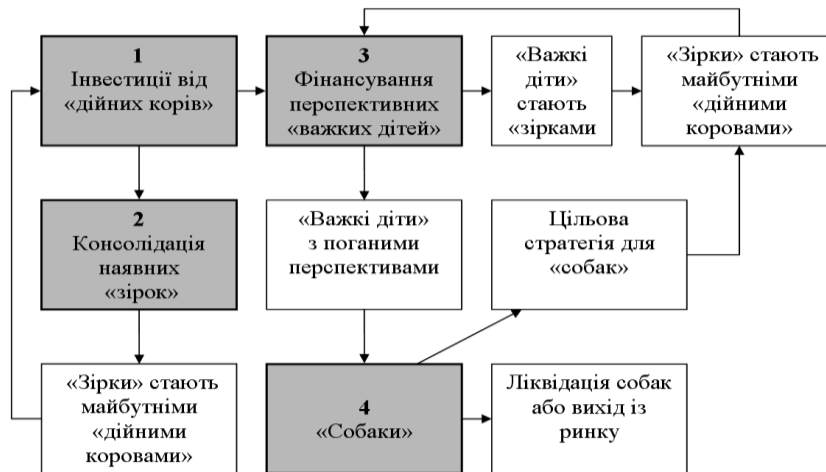 1
Інвестиції від
«дійних корів»
3
Фінансування
перспективних
«важких дітей»
«Важкі
діти»
стають
«зірками
«Зірки» стають
майбутніми
«дійними
коровами»
2
Консолідація
наявних
«зірок»
«Важкі діти»
з поганими
перспективами
Цільова
стратегія для
«собак»
«Зірки» стають
майбутніми
«дійними
коровами»
4
«Собаки»
Ліквідація собак
або вихід із
ринку